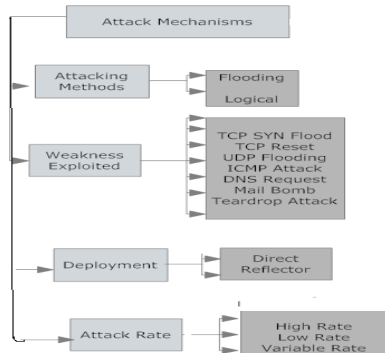 Attack Mechanisms
Attacking
Methods
Flooding
Logical
Weakness
Exploited
TCP SYN Flood
TCP Reset
UDP Flooding
ICMP Attack
DNS Request
Mail Bomb
Teardrop Attack
Deployment
Direct
Reflector
Attack Rate
High Rate
Low Rate
Variable Rate